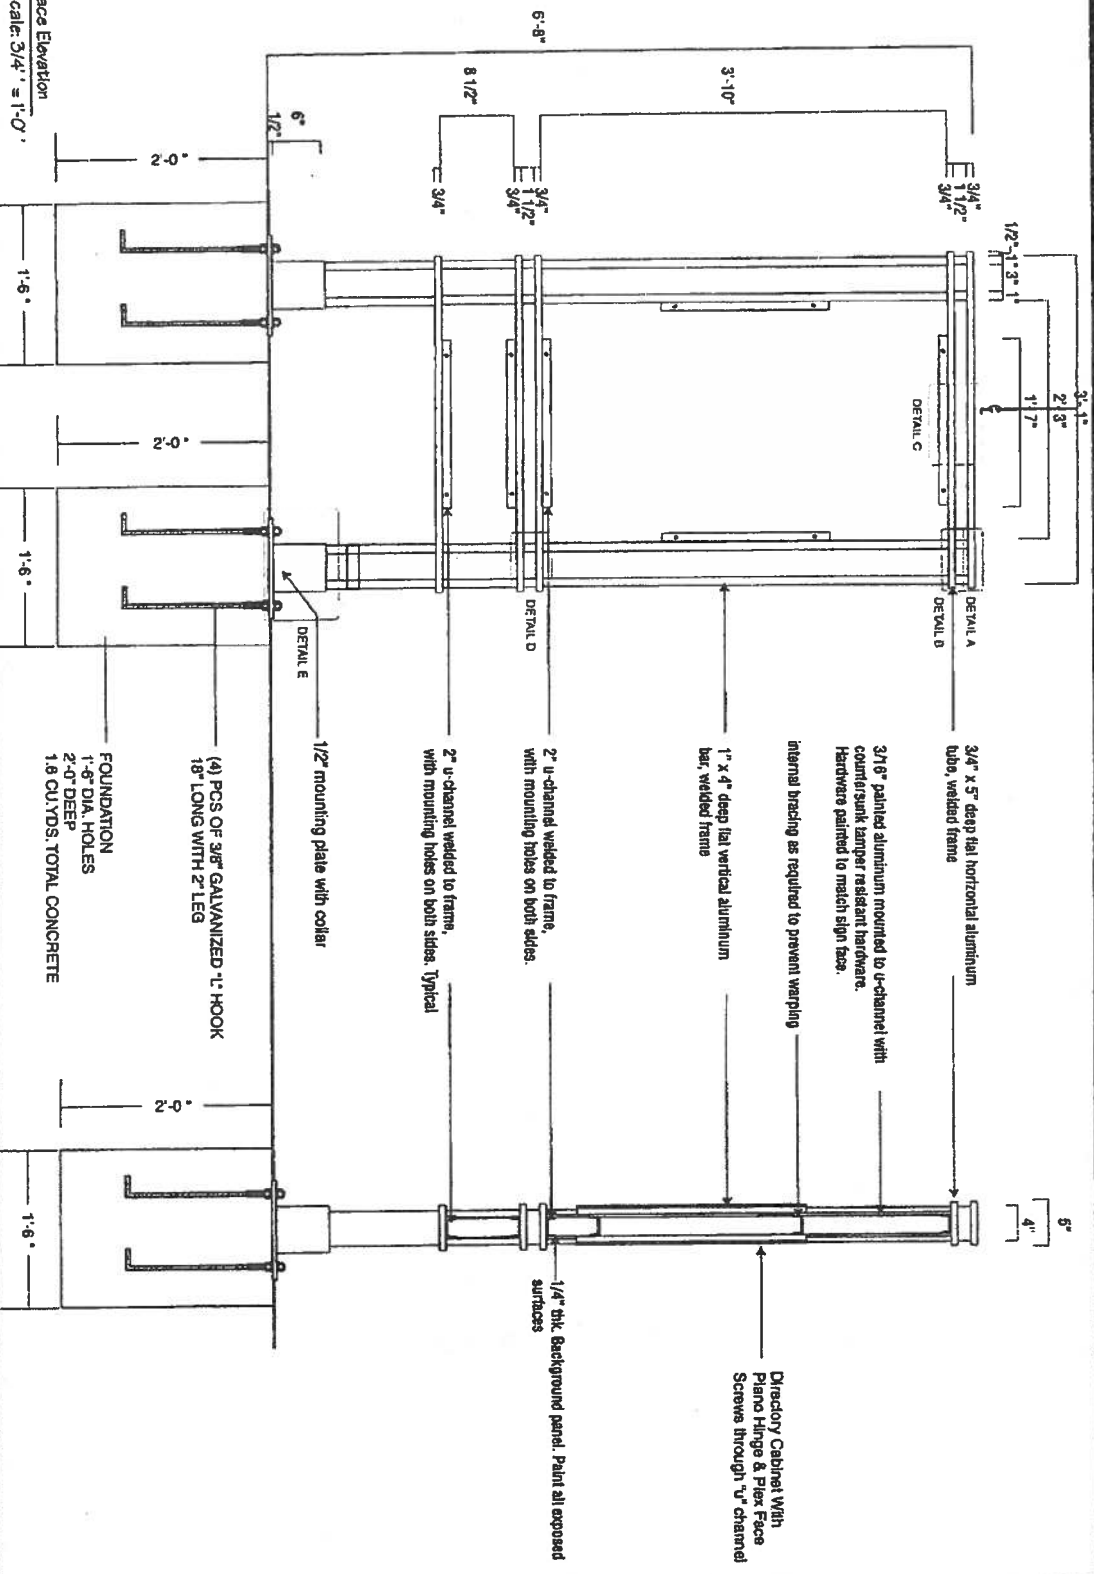 3'-1"
2' 3"
1' 7"
1/2"
1"
3"
1"
3/4"
1 1/2"
3/4"
6'-8"
3'-10"
8 1/2"
3/4"
1 1/2"
3/4"
3/4"
6"
1/2"
2'-0"
2'-0"
2'-0"
1'-6"
1'-6"
1'-6"
4"
DETAIL A
DETAIL B
DETAIL C
DETAIL D
DETAIL E
3/4" x 5" deep flat horizontal aluminum
tube, welded frame
3/16" painted aluminum mounted to u-channel with
countersunk tamper resistant hardware.
Hardware painted to match sign face.
internal bracing as required to prevent warping
1" x 4" deep flat vertical aluminum
bar, welded frame
2" u-channel welded to frame,
with mounting holes on both sides.
2" u-channel welded to frame,
with mounting holes on both sides. Typical
1/2" mounting plate with collar
(4) PCS OF 3/8" GALVANIZED "L" HOOK
18" LONG WITH 2" LEG
FOUNDATION
1'-6" DIA. HOLES
2'-0" DEEP
CU.YDS. TOTAL CONCRETE
Directory Cabinet With
Piano Hinge & Plex Face
Screws through "u" channel
1/4" thk. Background panel. Paint all exposed
surfaces
ace Elevation
cale: 3/4'' = 1'-0'